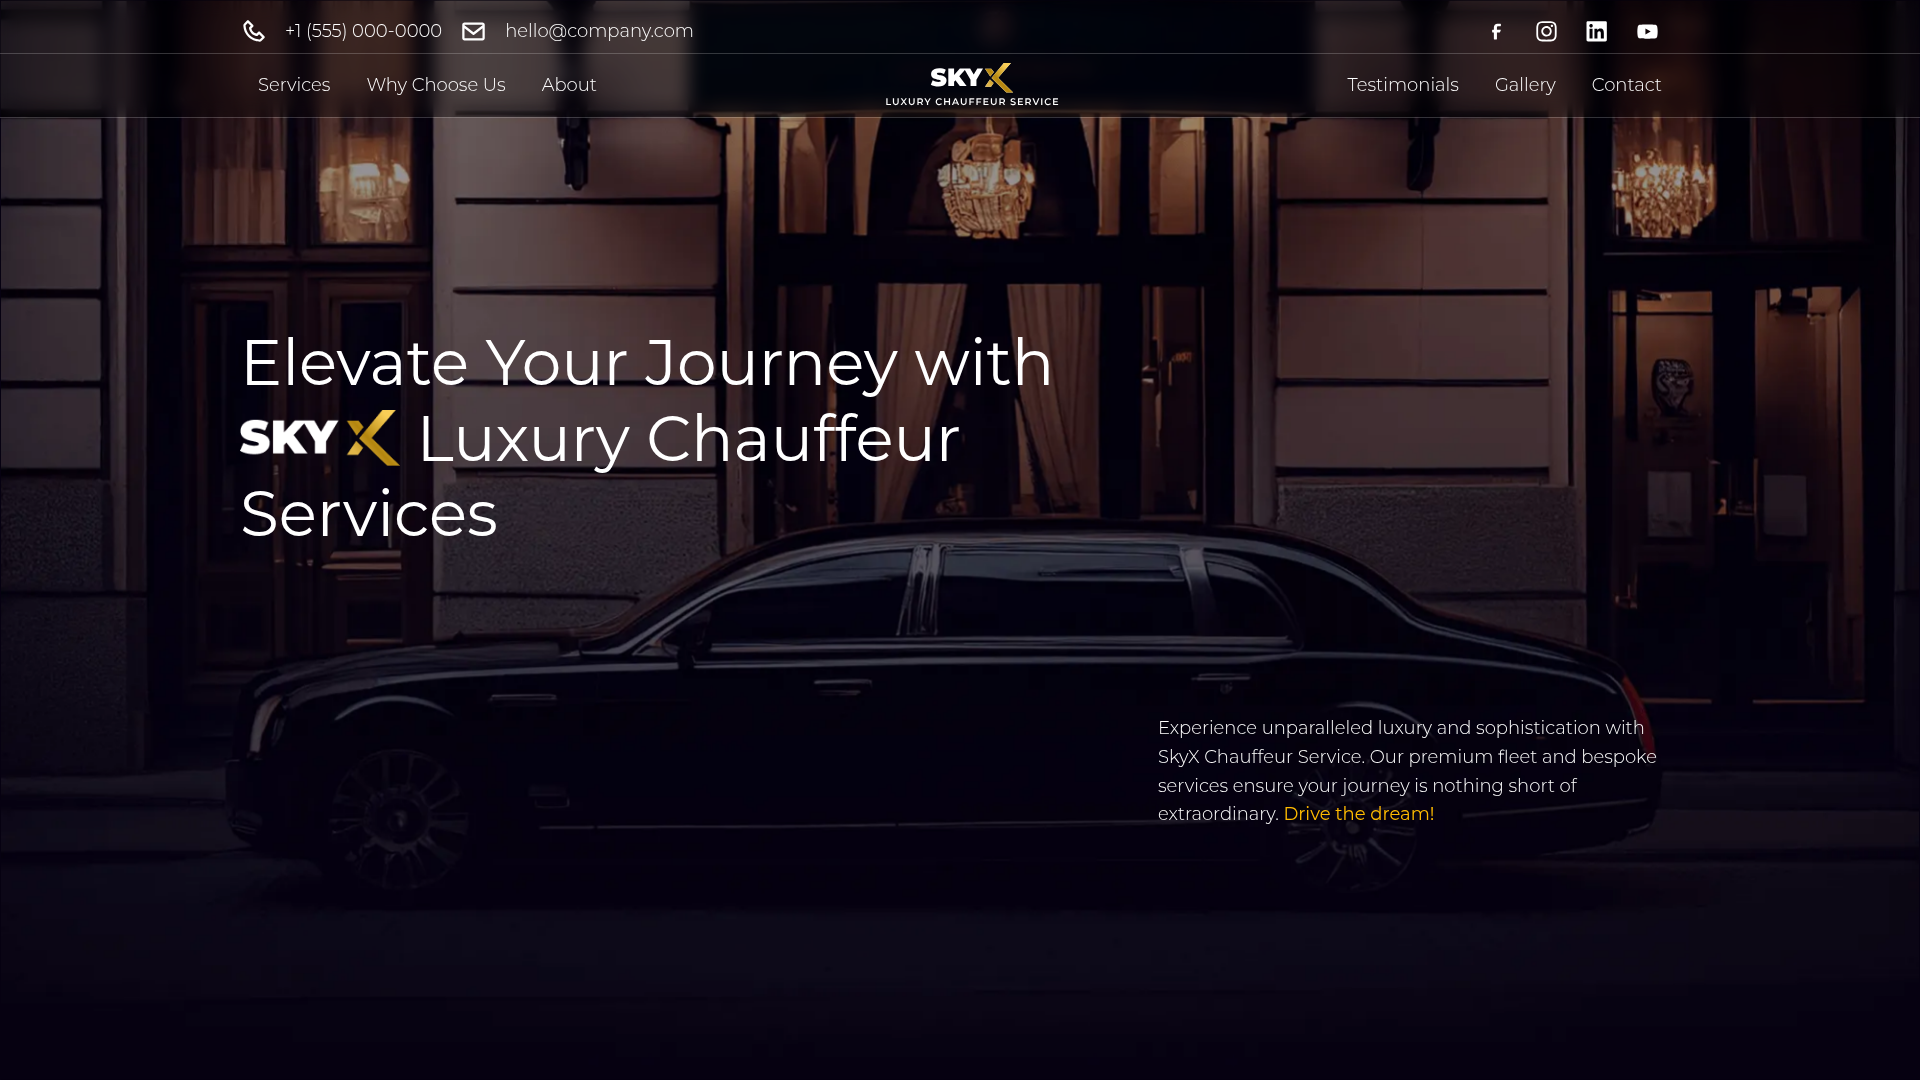 +1 (555) 000-0000 hello@company.com
Services Why Choose Us About
SKYX
LUXURY CHAUFFEUR SERVICE
Testimonials Gallery Contact
Elevate Your Journey with
SKYX Luxury Chauffeur
Services
Experience unparalleled luxury and sophistication with
SkyX Chauffeur Service. Our premium fleet and bespoke
services ensure your journey is nothing short of
extraordinary. Drive the dream!